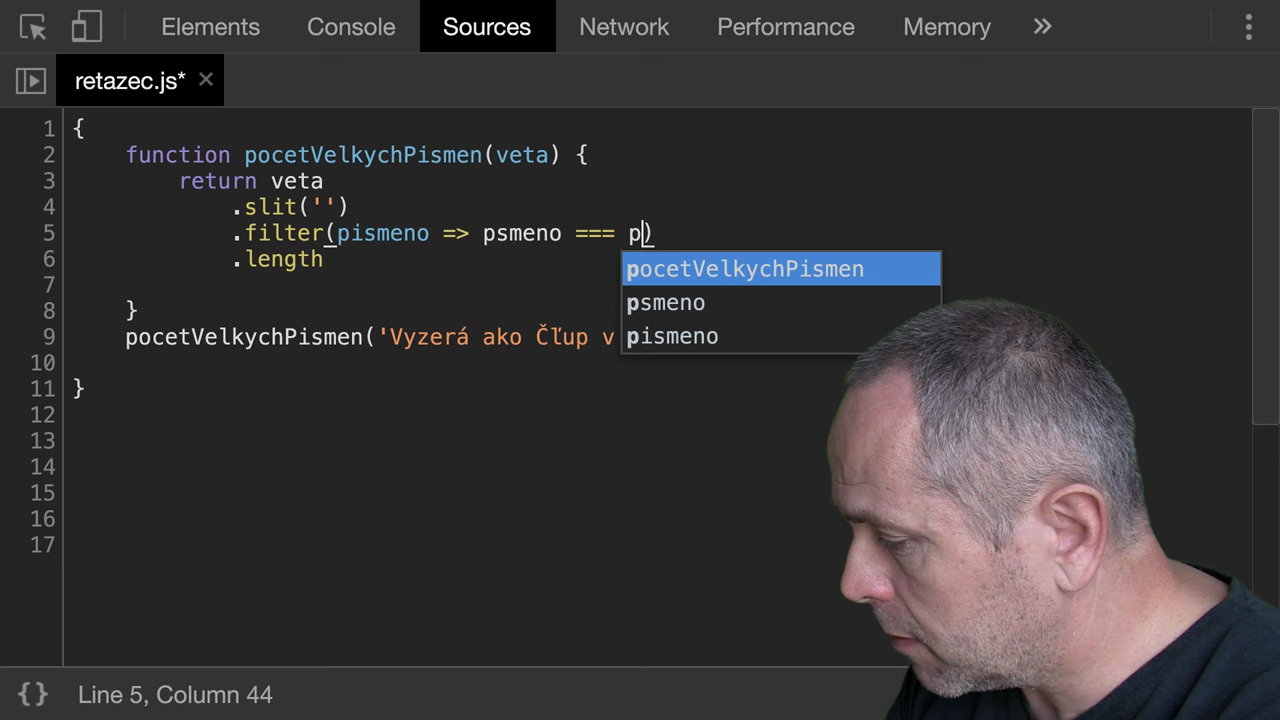 Elements Console Sources Network Performance Memory »
retazec.js* ×
1 {
2 function pocetVelkychPismen(veta) {
3 return veta
4 .slit('')
5 .filter(pismeno => psmeno === p)
6 .length
pocetVelkychPismen
7
psmeno
8 }
pismeno
9 pocetVelkychPismen('Vyzerá ako Čľup v
10
11 }
12
13
14
15
16
17
{} Line 5, Column 44